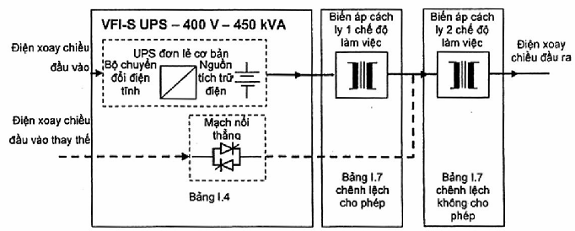 VFI-S UPS – 400 V – 450 kVA
Điện xoay chiều
đầu vào
UPS đơn lẻ cơ bản
Bộ chuyển
đổi điện
tĩnh
Nguồn
tích trữ
điện
Điện xoay chiều
đầu vào thay thế
Mạch nối
thẳng
Bảng I.4
Biến áp cách
ly 1 chế độ
làm việc
Bảng I.7
chênh lệch
cho phép
Biến áp cách
ly 2 chế độ
làm việc
Bảng I.7
chênh lệch
không cho
phép
Điện xoay
chiều đầu ra